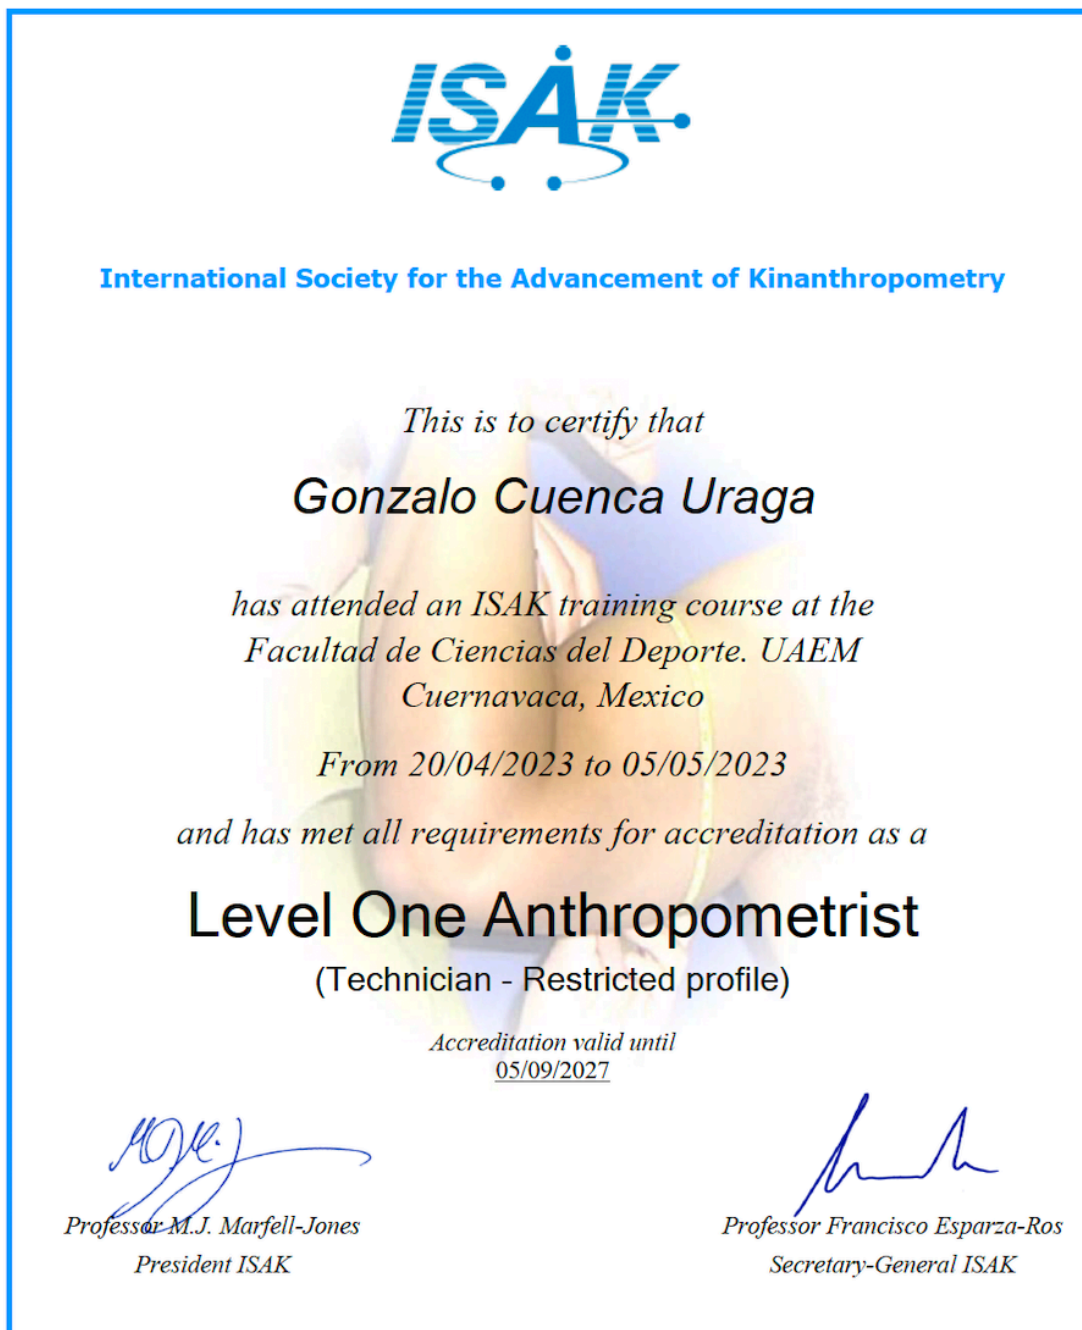 ISAK
International Society for the Advancement of Kinanthropometry
This is to certify that
Gonzalo Cuenca Uraga
has attended an ISAK training course at the
Facultad de Ciencias del Deporte. UAEM
Cuernavaca, Mexico
From 20/04/2023 to 05/05/2023
and has met all requirements for accreditation as a
Level One Anthropometrist
(Technician - Restricted profile)
Accreditation valid until
05/09/2027
Professor M.J. Marfell-Jones
President ISAK
Professor Francisco Esparza-Ros
Secretary-General ISAK